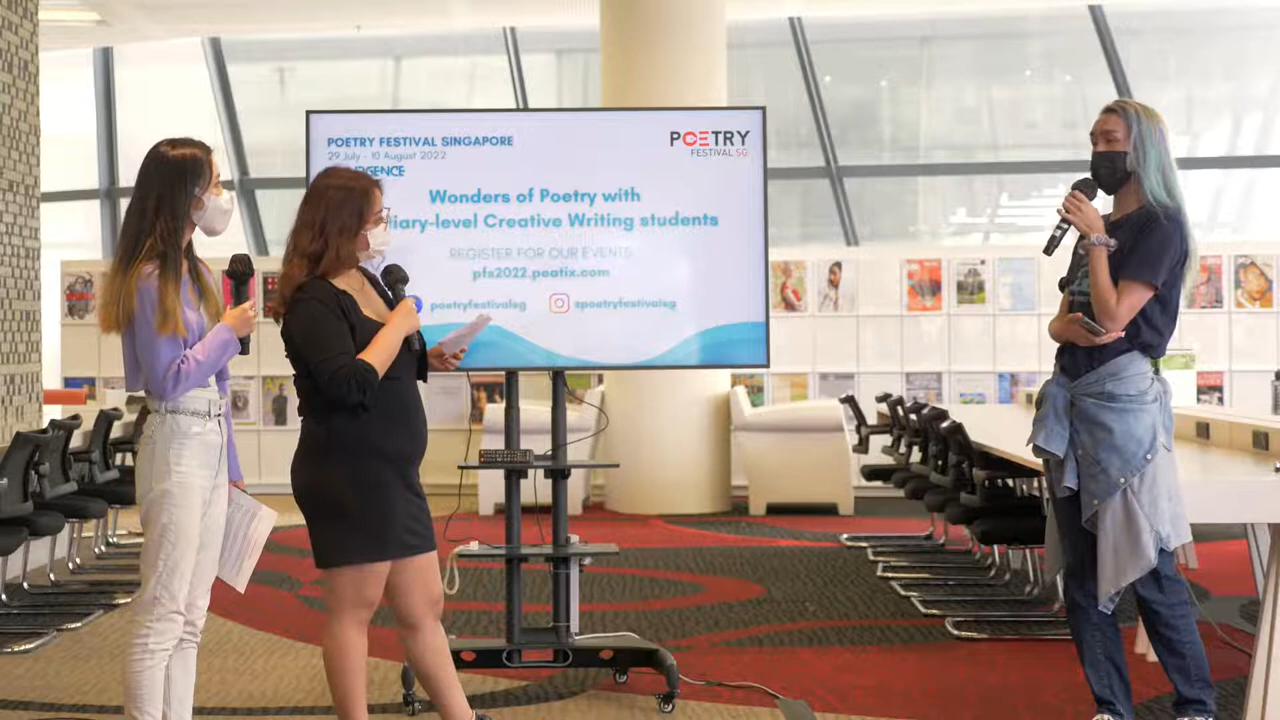 POETRY FESTIVAL SINGAPORE
29 July - 10 August 2022
POETRY
FESTIVAL SG
Wonders of Poetry with
Creative Writing students
REGISTER FOR OUR EVENTS
pfs2022.peatix.com
poetryfestivalsg
@poetryfestivalsg